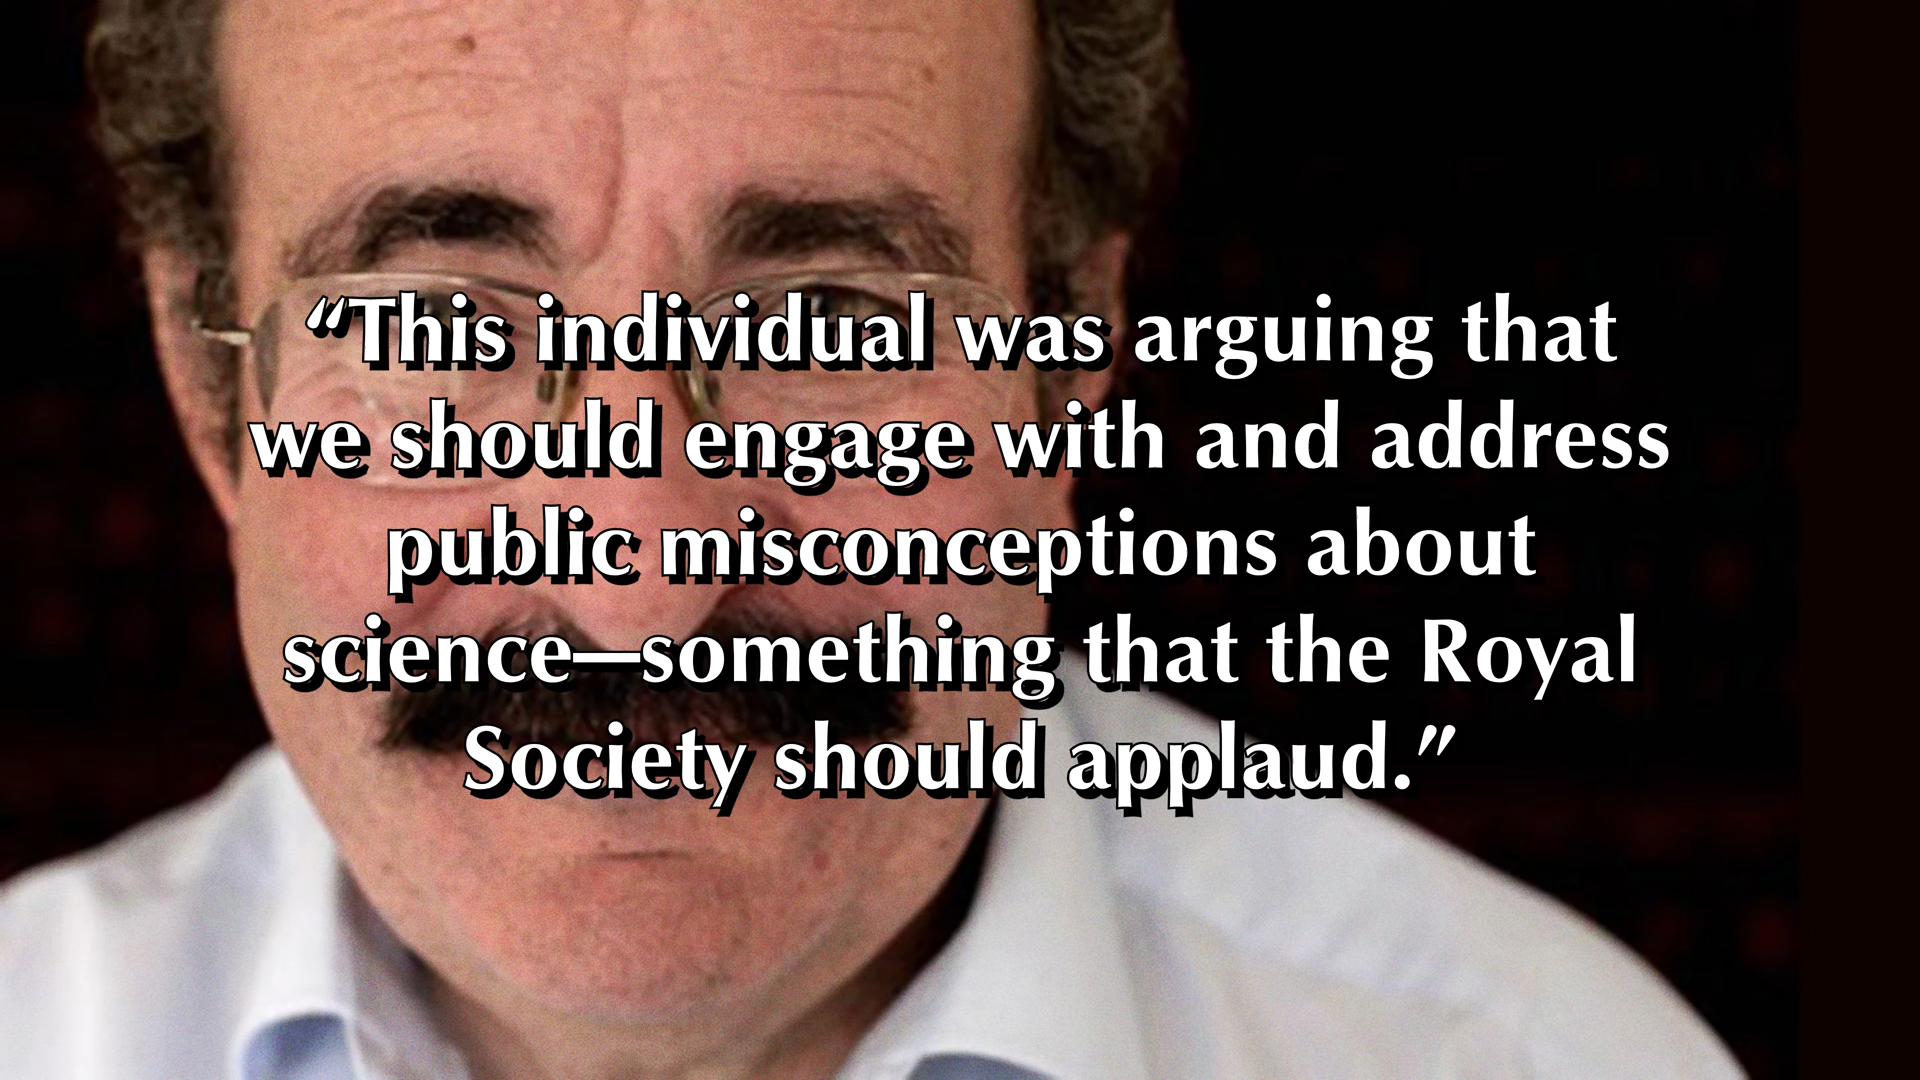 “This individual was arguing that
we should engage with and address
public misconceptions about
science—something that the Royal
Society should applaud.”